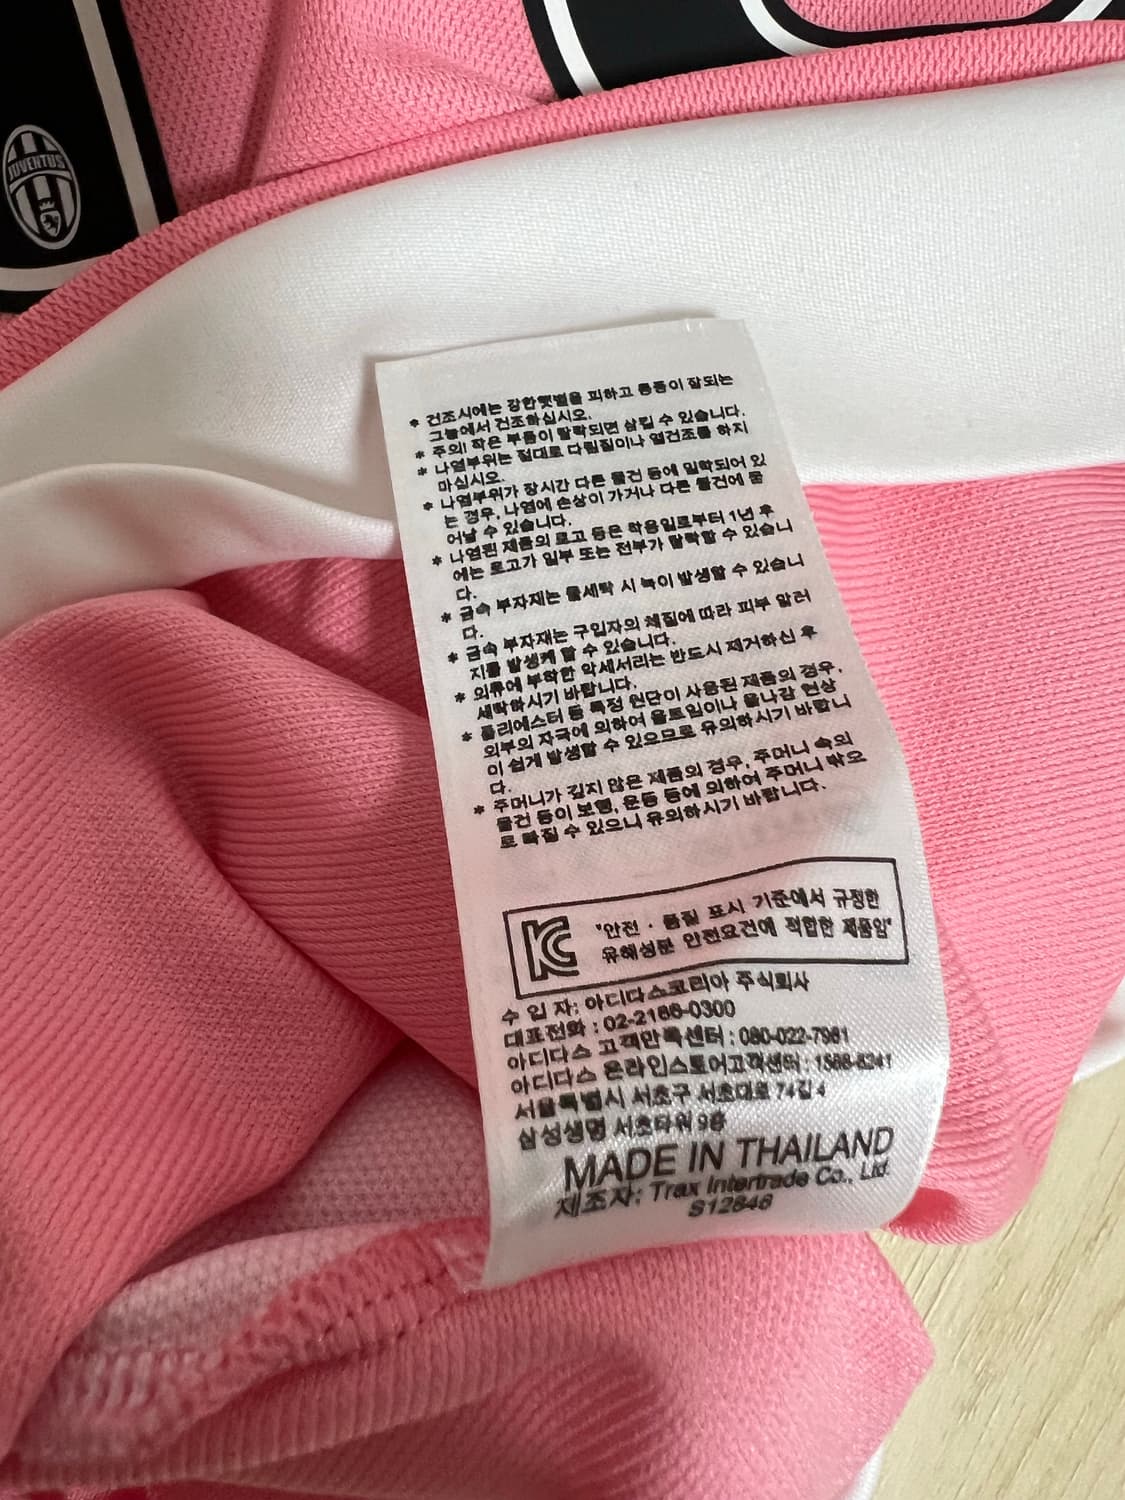 JUVENTUS
* 건조시에는 강한햇볕을 피하고 통풍이 잘되는
그늘에서 건조하십시오.
* 주의! 작은 부품이 탈락되면 삼킬 수 있습니다.
* 나염부위는 절대로 다림질이나 열건조를 하지
마십시오.
* 나염부위가 장시간 다른 물건 등에 밀착되어 있
는 경우, 나염에 손상이 가거나 다른 물건에 묻
어날 수 있습니다.
* 나염된 제품의 로고 등은 착용일로부터 1년 후
에는 로고가 일부 또는 전부가 탈락할 수 있습니
다.
* 금속 부자재는 물세탁 시 녹이 발생할 수 있습니
다.
* 금속 부자재는 구입자의 체질에 따라 피부 알러
지를 발생케 할 수 있습니다.
* 의류에 부착한 악세서리는 반드시 제거하신 후
세탁하시기 바랍니다.
* 폴리에스터 등 특정 원단이 사용된 제품의 경우,
외부의 자극에 의하여 올트임이나 올나감 현상
이 쉽게 발생할 수 있으므로 유의하시기 바랍니
다.
* 주머니가 깊지 않은 제품의 경우, 주머니 속의
물건 등이 보행, 운동 등에 의하여 주머니 밖으
로 빠질 수 있으니 유의하시기 바랍니다.
"안전 · 품질 표시 기준에서 규정한
유해성분 안전요건에 적합한 제품임"
수 입 자: 아디다스코리아 주식회사
대표전화 : 02-2186-0300
아디다스 고객만족센터 : 080-022-7961
아디다스 온라인스토어고객센터 : 1588-8241
서울특별시 서초구 서초대로 74길 4
삼성생명 서초타워 9층
MADE IN THAILAND
제조자: Trax Intertrade Co., Ltd.
S12846